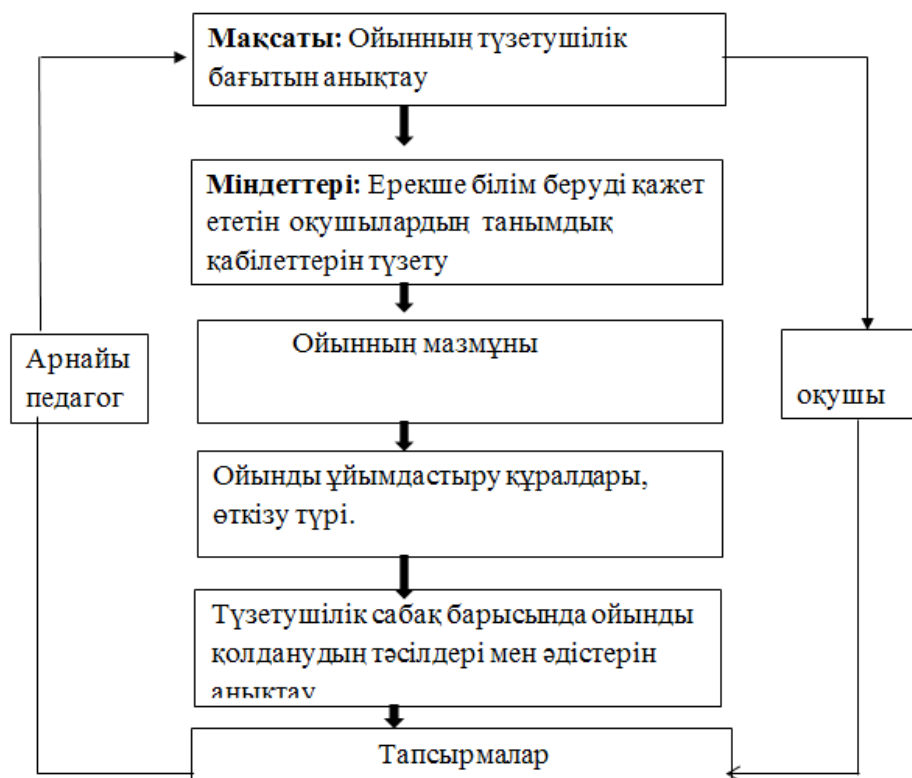 Мақсаты: Ойынның түзетушілік
бағытын анықтау
Міндеттері: Ерекше білім беруді қажет
ететін оқушылардың танымдық
қабілеттерін түзету
Ойынның мазмұны
Арнайы
педагог
оқушы
Ойынды ұйымдастыру құралдары,
өткізу түрі.
Түзетушілік сабақ барысында ойынды
қолданудың тәсілдері мен әдістерін
анықтау
Тапсырмалар